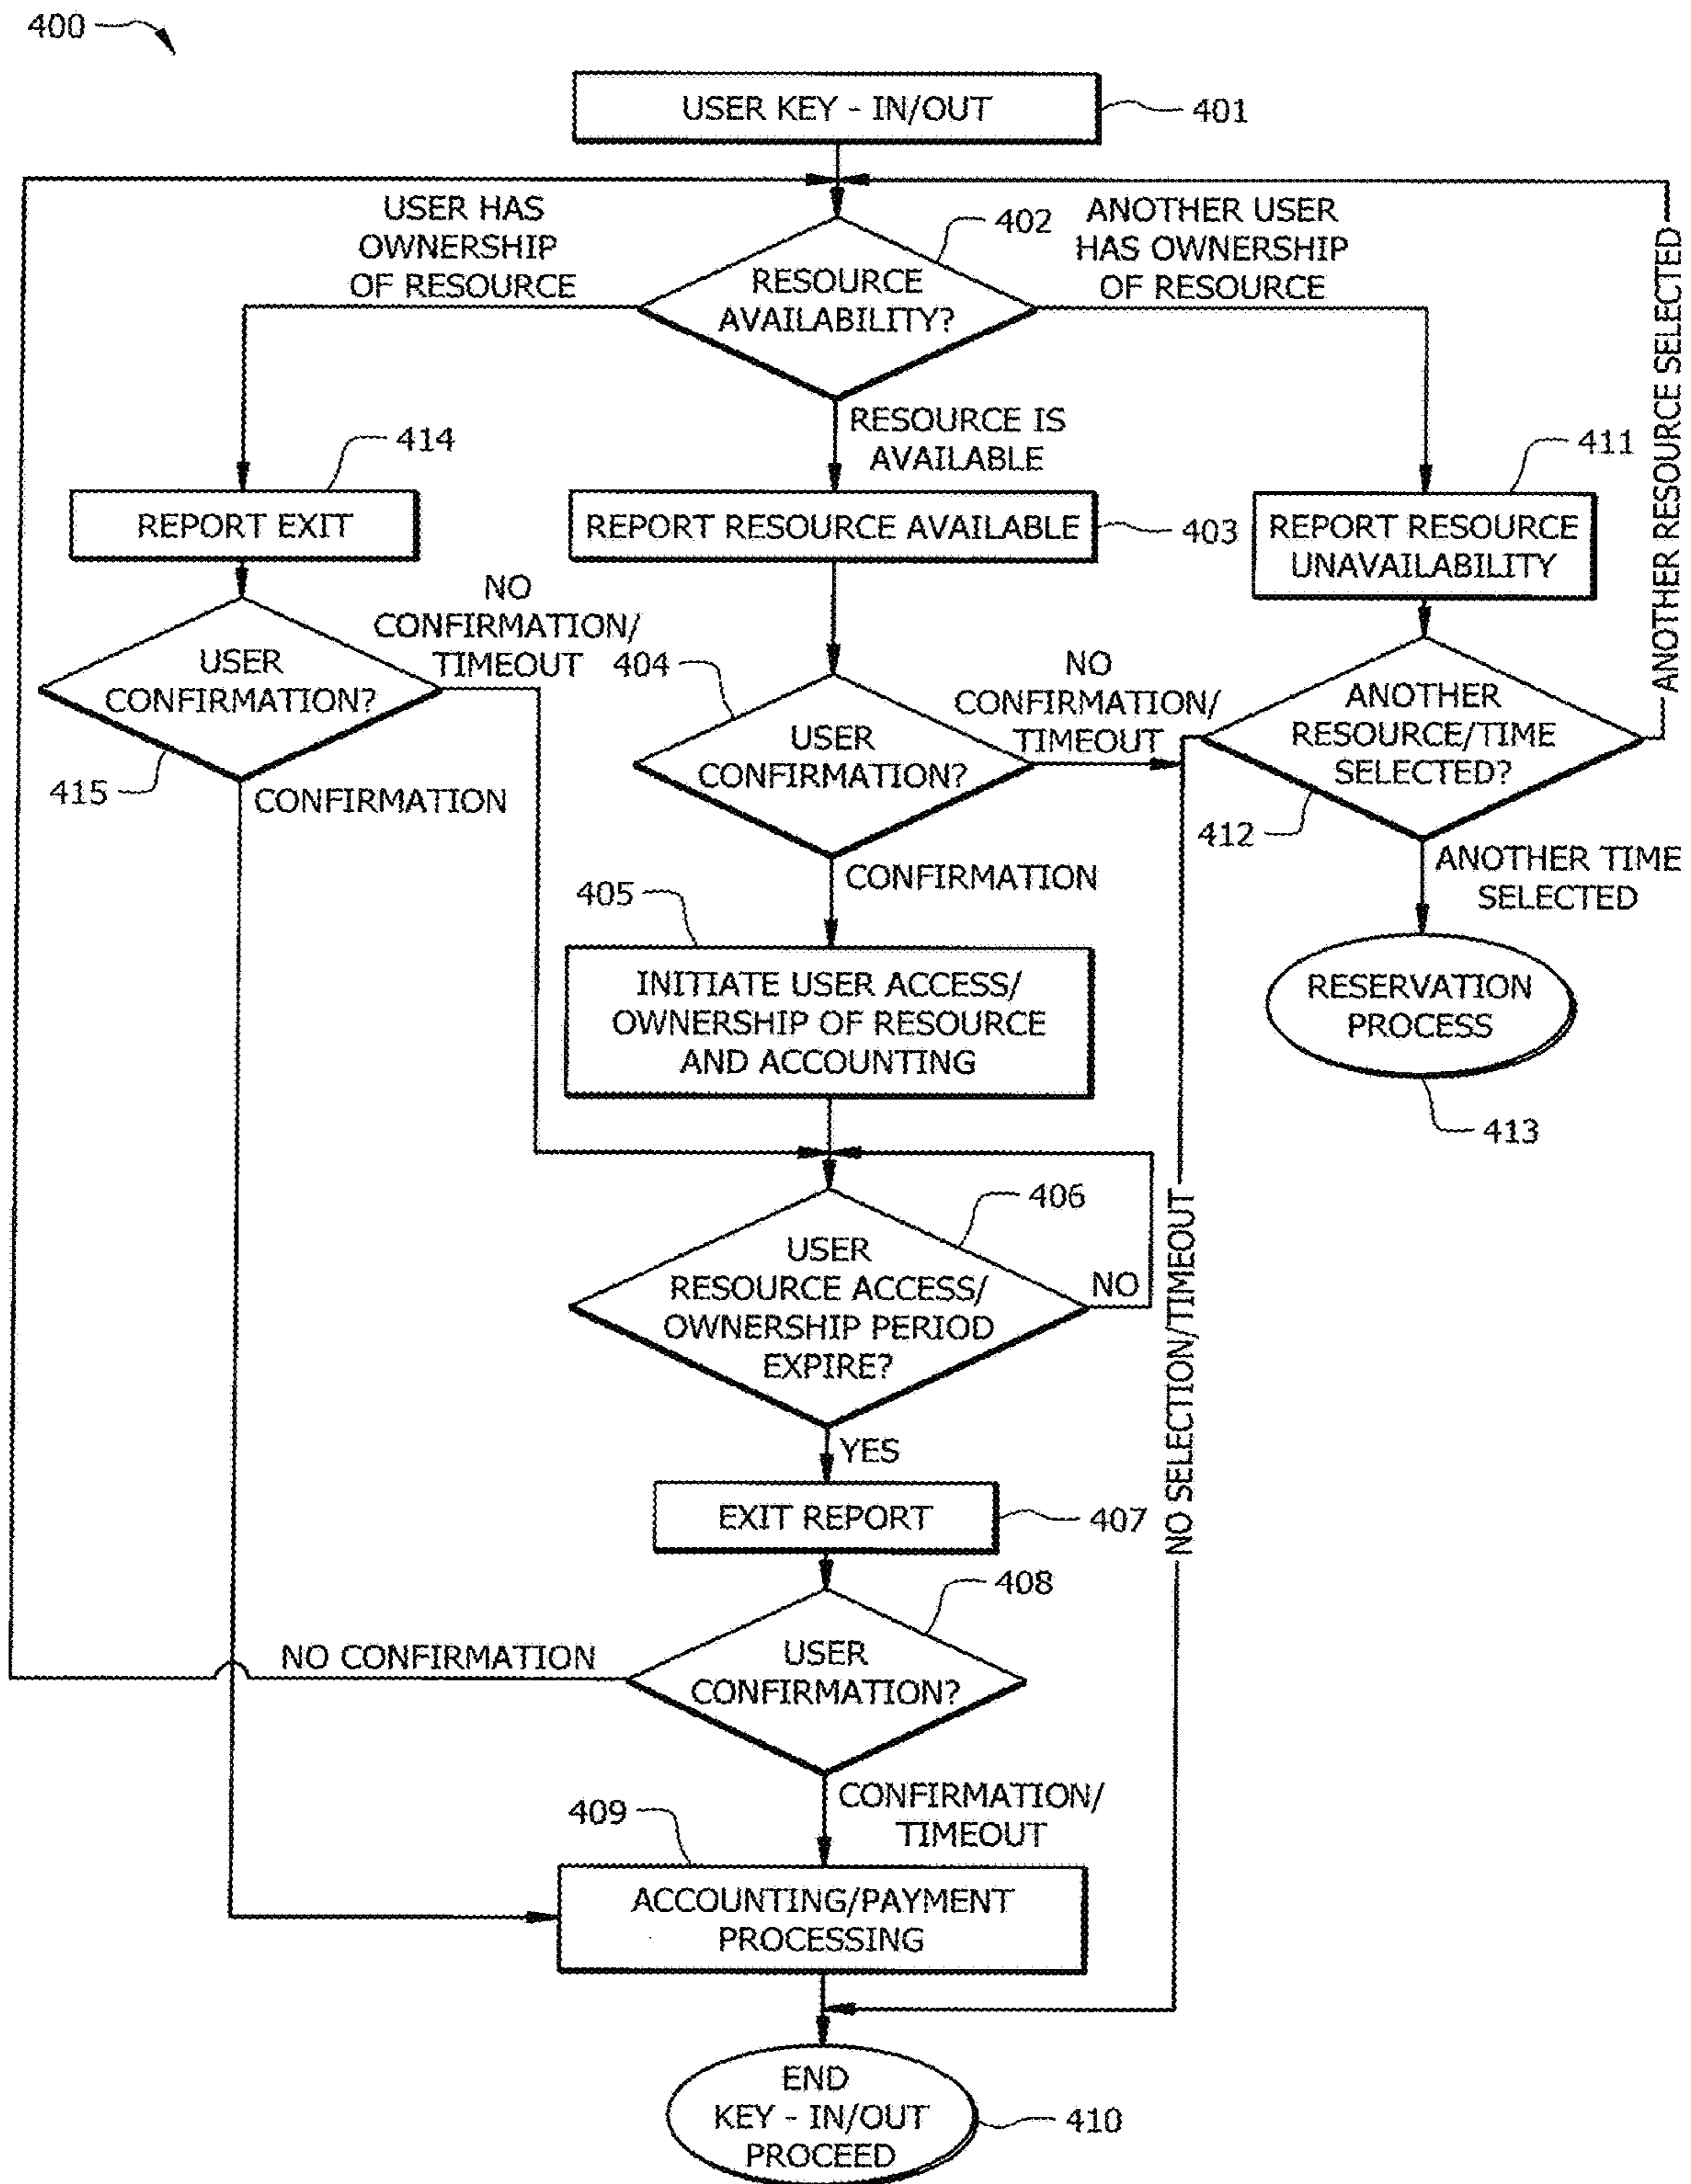 400
USER KEY - IN/OUT
401
USER HAS
OWNERSHIP
OF RESOURCE
402
RESOURCE
AVAILABILITY?
ANOTHER USER
HAS OWNERSHIP
OF RESOURCE
ANOTHER RESOURCE SELECTED
RESOURCE IS
AVAILABLE
414
REPORT EXIT
REPORT RESOURCE AVAILABLE
403
411
REPORT RESOURCE
UNAVAILABILITY
USER
CONFIRMATION?
415
NO
CONFIRMATION/
TIMEOUT
CONFIRMATION
404
USER
CONFIRMATION?
NO
CONFIRMATION/
TIMEOUT
ANOTHER
RESOURCE/TIME
SELECTED?
412
ANOTHER TIME
SELECTED
CONFIRMATION
405
INITIATE USER ACCESS/
OWNERSHIP OF RESOURCE
AND ACCOUNTING
RESERVATION
PROCESS
413
406
USER
RESOURCE ACCESS/
OWNERSHIP PERIOD
EXPIRE?
NO
NO SELECTION/TIMEOUT
YES
EXIT REPORT
407
408
NO CONFIRMATION
USER
CONFIRMATION?
CONFIRMATION/
TIMEOUT
409
ACCOUNTING/PAYMENT
PROCESSING
END
KEY - IN/OUT
PROCEED
410